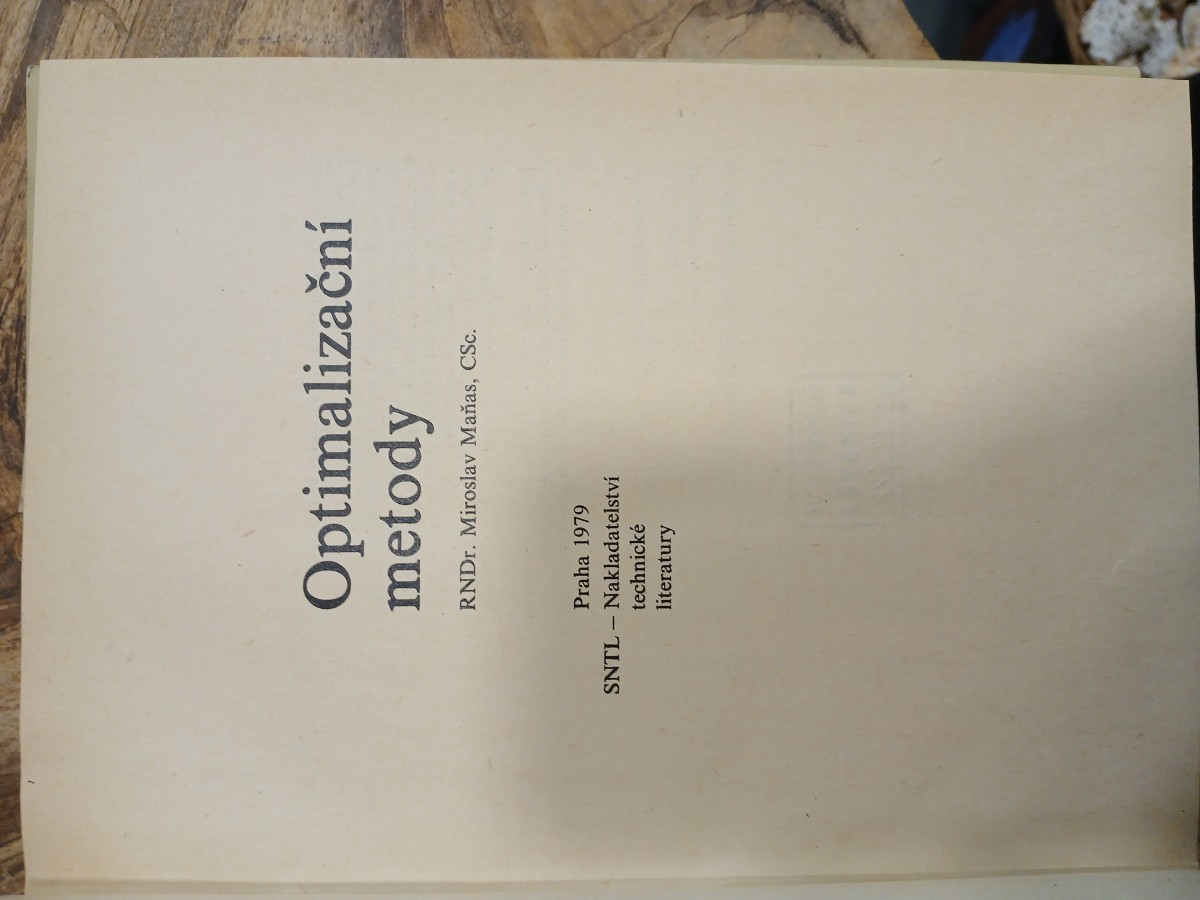 Optimalizační
metody
RNDr. Miroslav Maňas, CSc.
Praha 1979
SNTL – Nakladatelství
technické
literatury